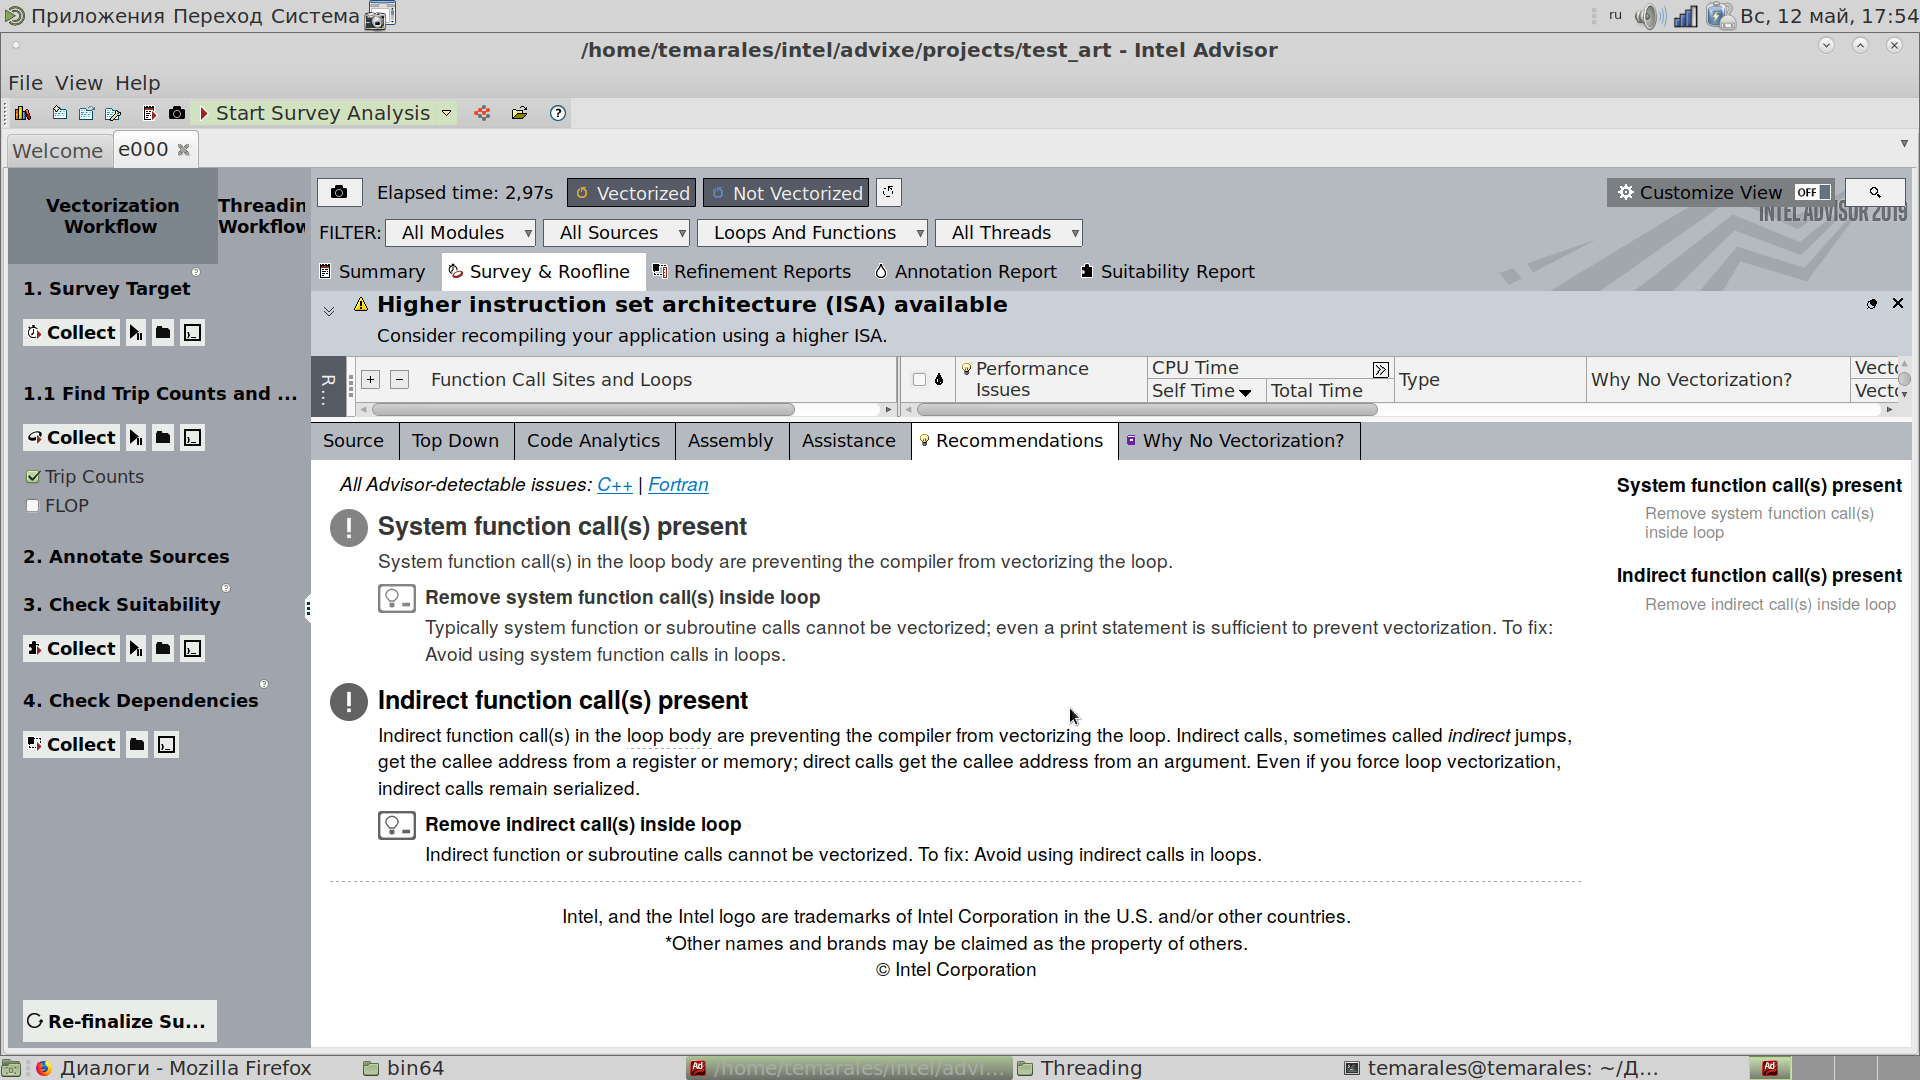 Приложения Переход Система
ru
Вс, 12 май, 17:54
/home/temarales/intel/advixe/projects/test_art - Intel Advisor
File View Help
Start Survey Analysis
Welcome
e000
Vectorization
Workflow
Threadin
Workflow
Elapsed time: 2,97s
Vectorized
Not Vectorized
Customize View
OFF
INTEL ADVISOR 2019
FILTER:
All Modules
All Sources
Loops And Functions
All Threads
Summary
Survey & Roofline
Refinement Reports
Annotation Report
Suitability Report
Higher instruction set architecture (ISA) available
Consider recompiling your application using a higher ISA.
1. Survey Target
Collect
1.1 Find Trip Counts and ...
Collect
Trip Counts
FLOP
2. Annotate Sources
3. Check Suitability
Collect
4. Check Dependencies
Collect
Re-finalize Su...
R...
Function Call Sites and Loops
Performance
Issues
CPU Time
Self Time
Total Time
Type
Why No Vectorization?
Vecto
Vecto
Source
Top Down
Code Analytics
Assembly
Assistance
Recommendations
Why No Vectorization?
All Advisor-detectable issues: C++ | Fortran
System function call(s) present
System function call(s) in the loop body are preventing the compiler from vectorizing the loop.
Remove system function call(s) inside loop
Typically system function or subroutine calls cannot be vectorized; even a print statement is sufficient to prevent vectorization. To fix:
Avoid using system function calls in loops.
Indirect function call(s) present
Indirect function call(s) in the loop body are preventing the compiler from vectorizing the loop. Indirect calls, sometimes called indirect jumps,
get the callee address from a register or memory; direct calls get the callee address from an argument. Even if you force loop vectorization,
indirect calls remain serialized.
Remove indirect call(s) inside loop
Indirect function or subroutine calls cannot be vectorized. To fix: Avoid using indirect calls in loops.
Intel, and the Intel logo are trademarks of Intel Corporation in the U.S. and/or other countries.
*Other names and brands may be claimed as the property of others.
© Intel Corporation
System function call(s) present
Remove system function call(s)
inside loop
Indirect function call(s) present
Remove indirect call(s) inside loop
Диалоги - Mozilla Firefox
bin64
/home/temarales/intel/advi...
Threading
temarales@temarales: ~/Д...